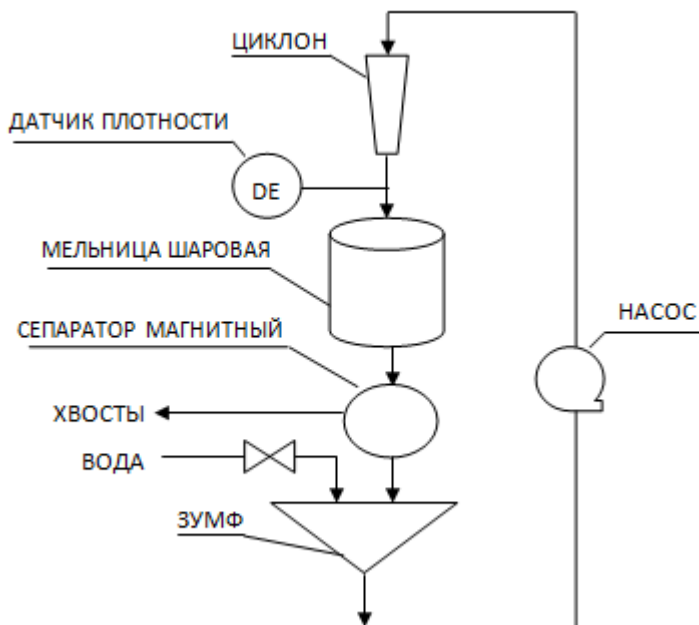 ЦИКЛОН
ДАТЧИК ПЛОТНОСТИ
DE
МЕЛЬНИЦА ШАРОВАЯ
СЕПАРАТОР МАГНИТНЫЙ
НАСОС
ХВОСТЫ
ВОДА
ЗУМФ